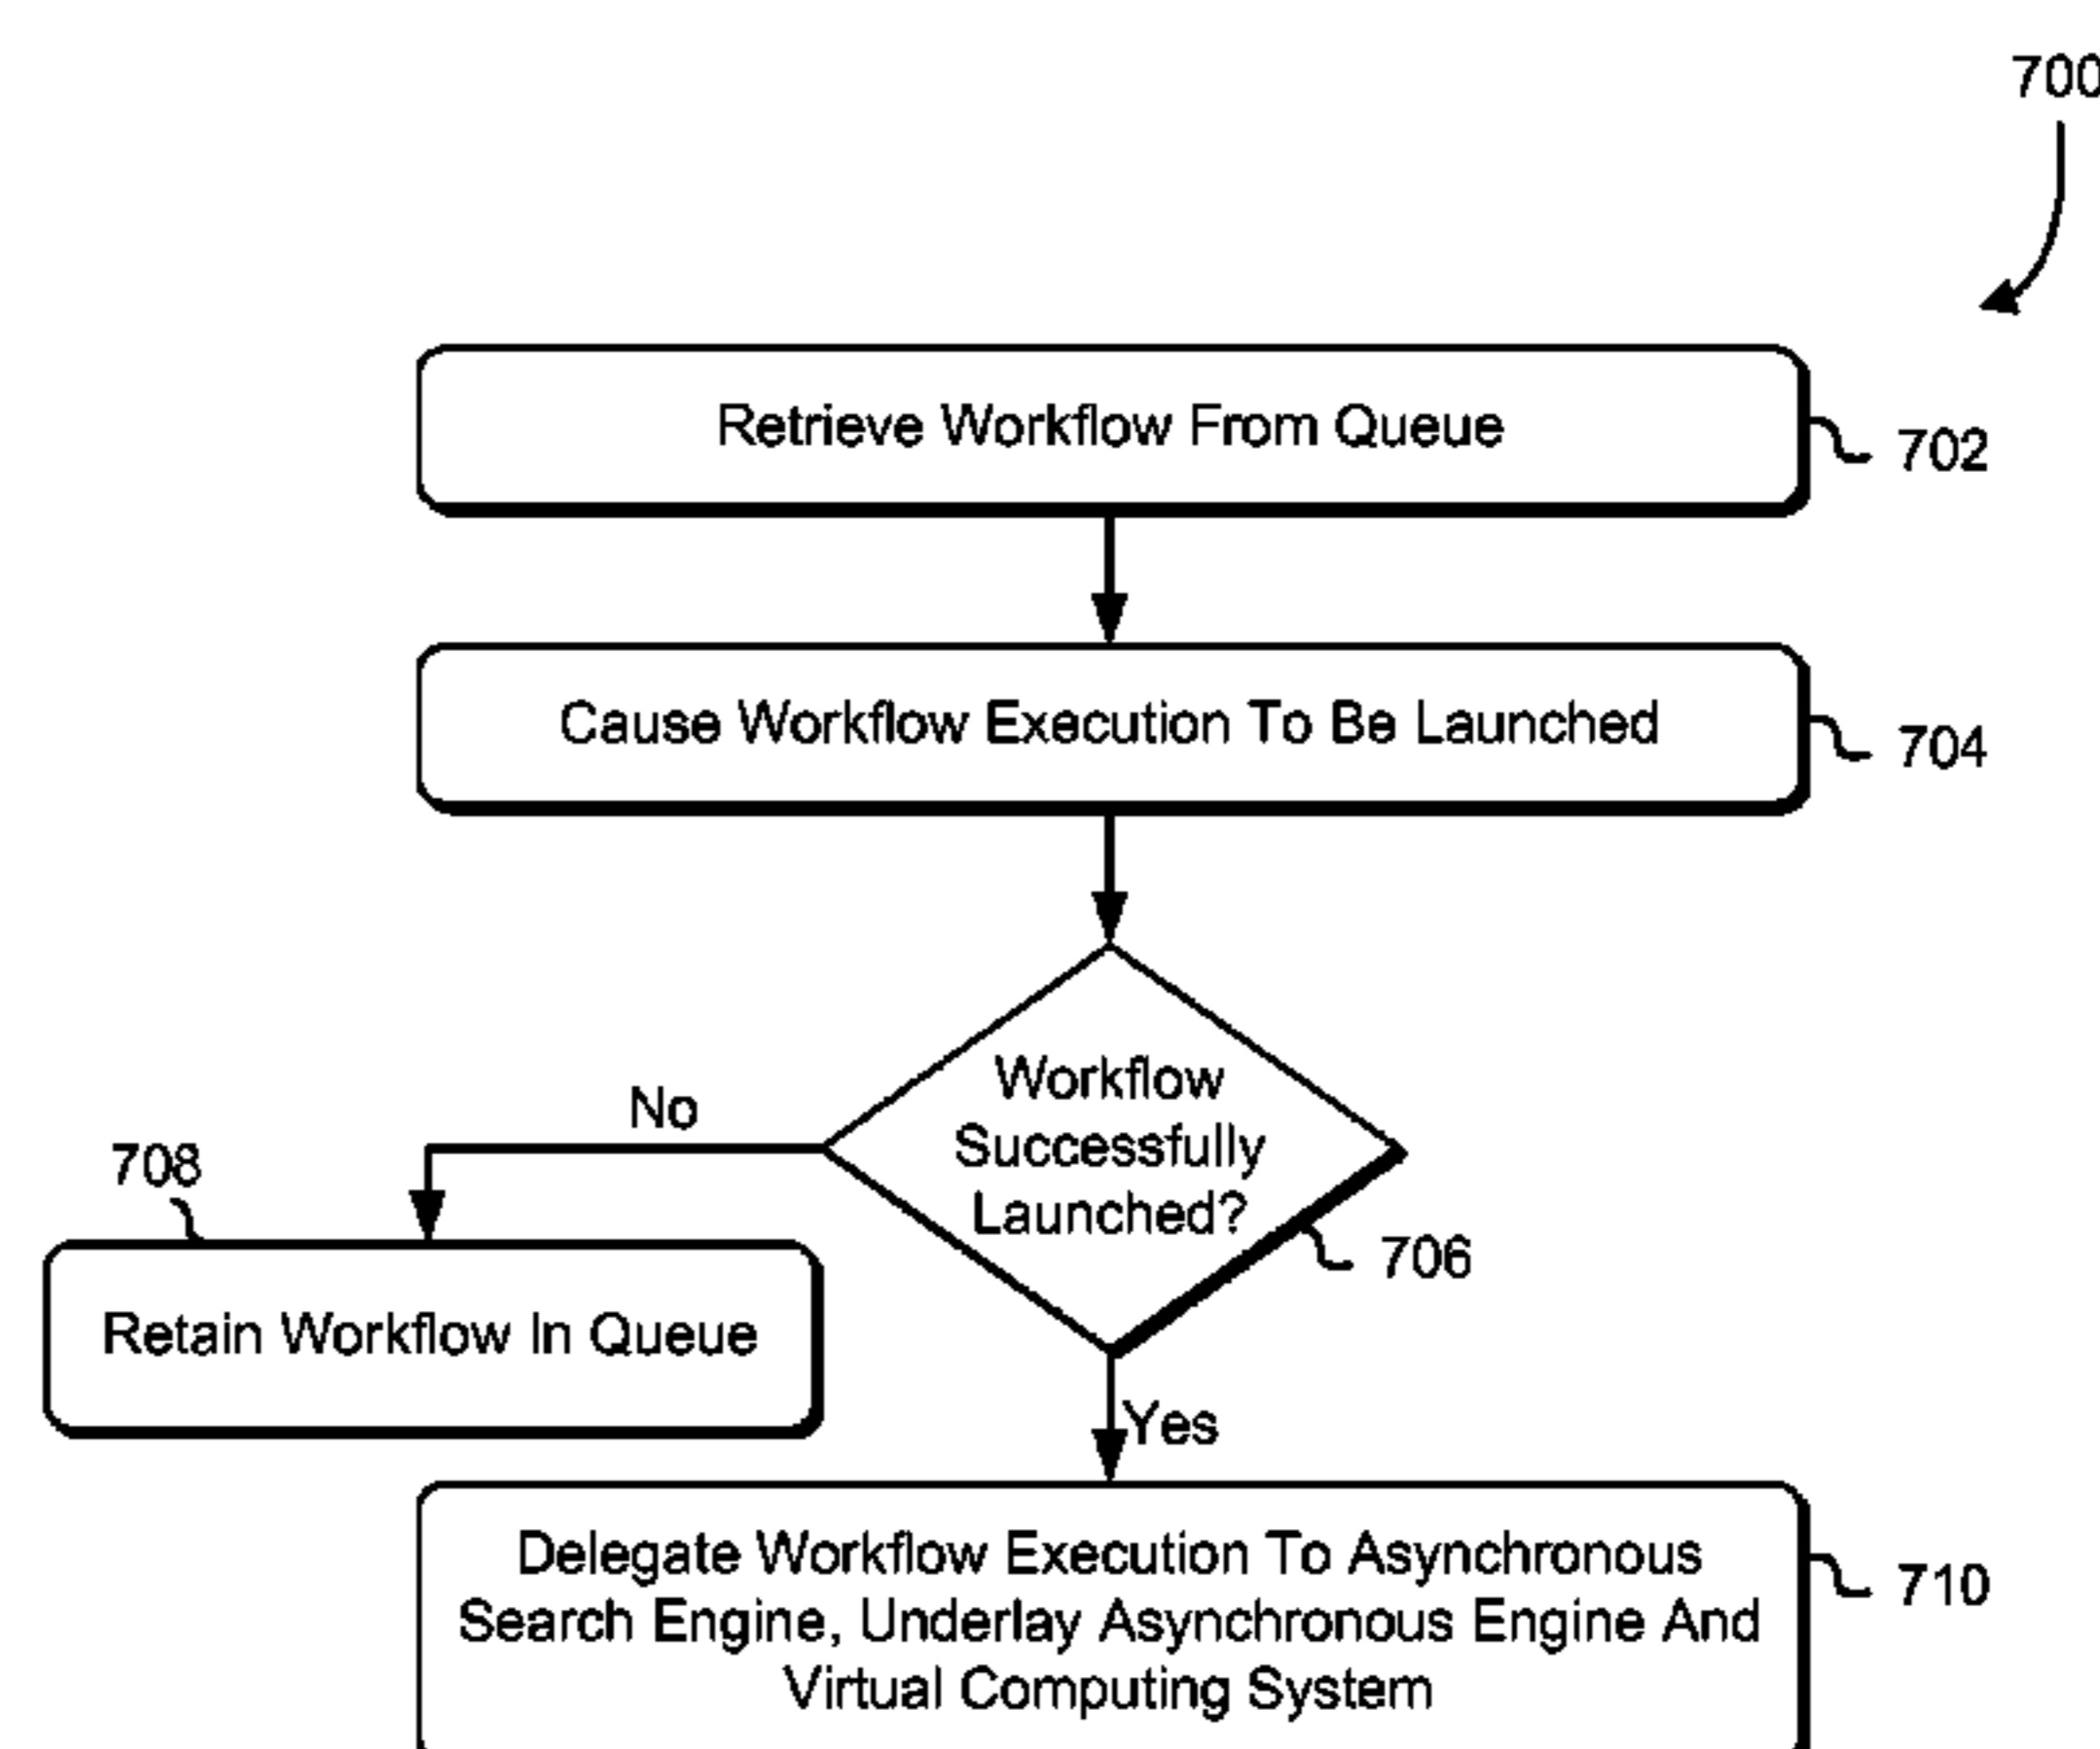 700
Retrieve Workflow From Queue
702
Cause Workflow Execution To Be Launched
704
Workflow
Successfully
Launched?
706
No
708
Retain Workflow In Queue
Yes
Delegate Workflow Execution To Asynchronous
Search Engine, Underlay Asynchronous Engine And
Virtual Computing System
710